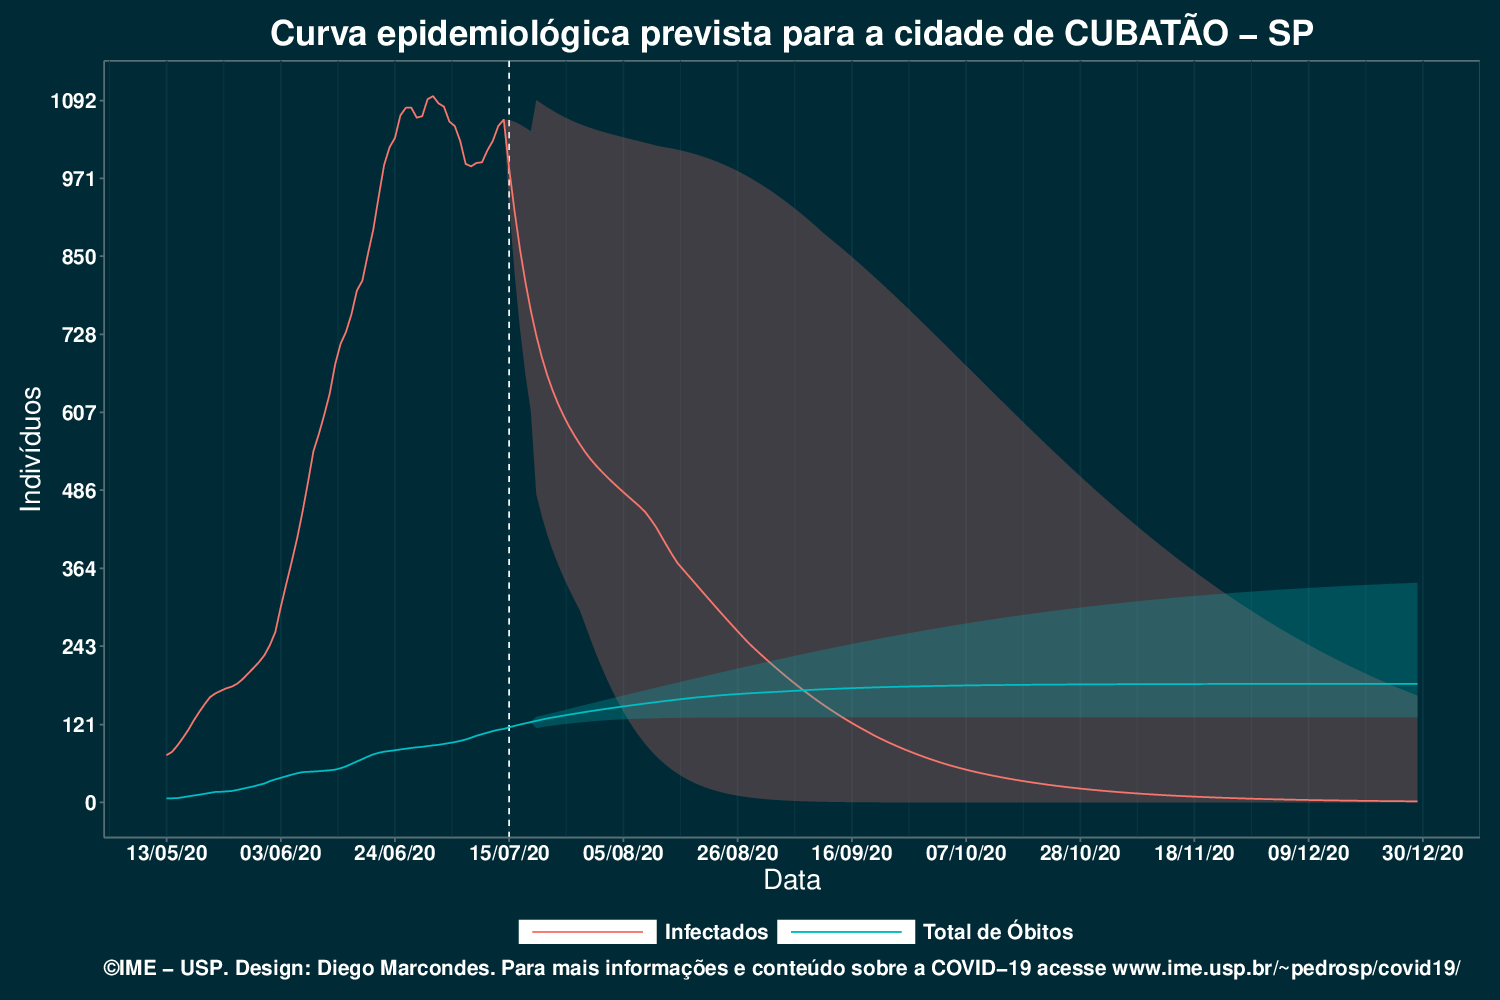 Curva epidemiológica prevista para a cidade de CUBATÃO – SP
Indivíduos
1092
971
850
728
607
486
364
243
121
0
13/05/20 03/06/20 24/06/20 15/07/20 05/08/20 26/08/20 16/09/20 07/10/20 28/10/20 18/11/20 09/12/20 30/12/20
Data
Infectados Total de Óbitos
©IME – USP. Design: Diego Marcondes. Para mais informações e conteúdo sobre a COVID–19 acesse www.ime.usp.br/~pedrosp/covid19/